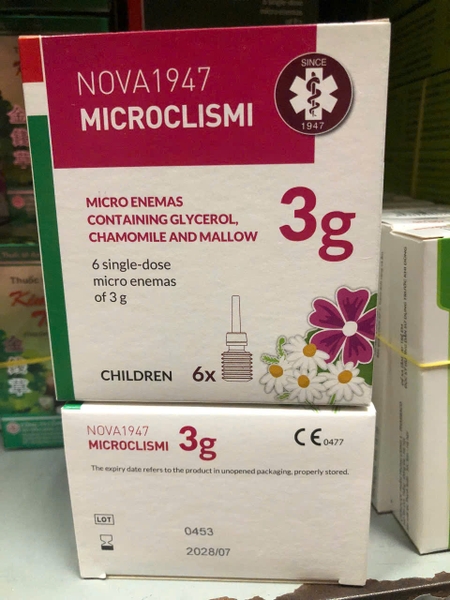 NOVA1947
MICROCLISMI
SINCE
1947
MICRO ENEMAS
CONTAINING GLYCEROL,
CHAMOMILE AND MALLOW
3g
6 single-dose
micro enemas
of 3 g
CHILDREN 6x
NOVA1947
MICROCLISMI 3g
CE 0477
The expiry date refers to the product in unopened packaging, properly stored.
LOT
0453
2028/07
Thuốc